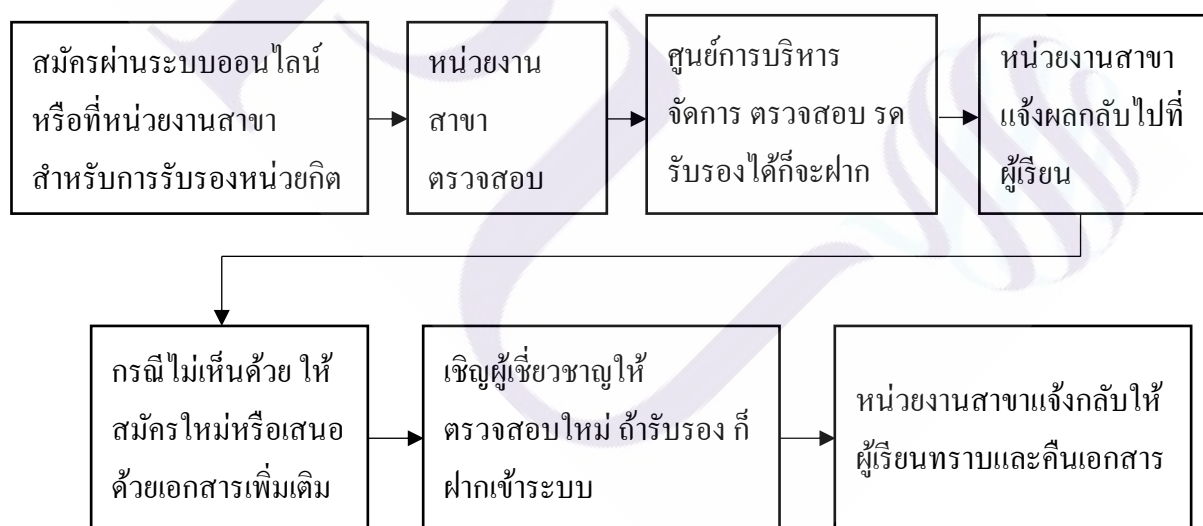 สมัครผ่านระบบออนไลน์
หรือที่หน่วยงานสาขา
สำหรับการรับรองหน่วยกิต
หน่วยงาน
สาขา
ตรวจสอบ
ศูนย์การบริหาร
จัดการ ตรวจสอบ รด
รับรองได้ก็จะฝาก
หน่วยงานสาขา
แจ้งผลกลับไปที่
ผู้เรียน
กรณีไม่เห็นด้วย ให้
สมัครใหม่หรือเสนอ
ด้วยเอกสารเพิ่มเติม
เชิญผู้เชี่ยวชาญให้
ตรวจสอบใหม่ ถ้ารับรอง ก็
ฝากเข้าระบบ
หน่วยงานสาขาแจ้งกลับให้
ผู้เรียนทราบและคืนเอกสาร